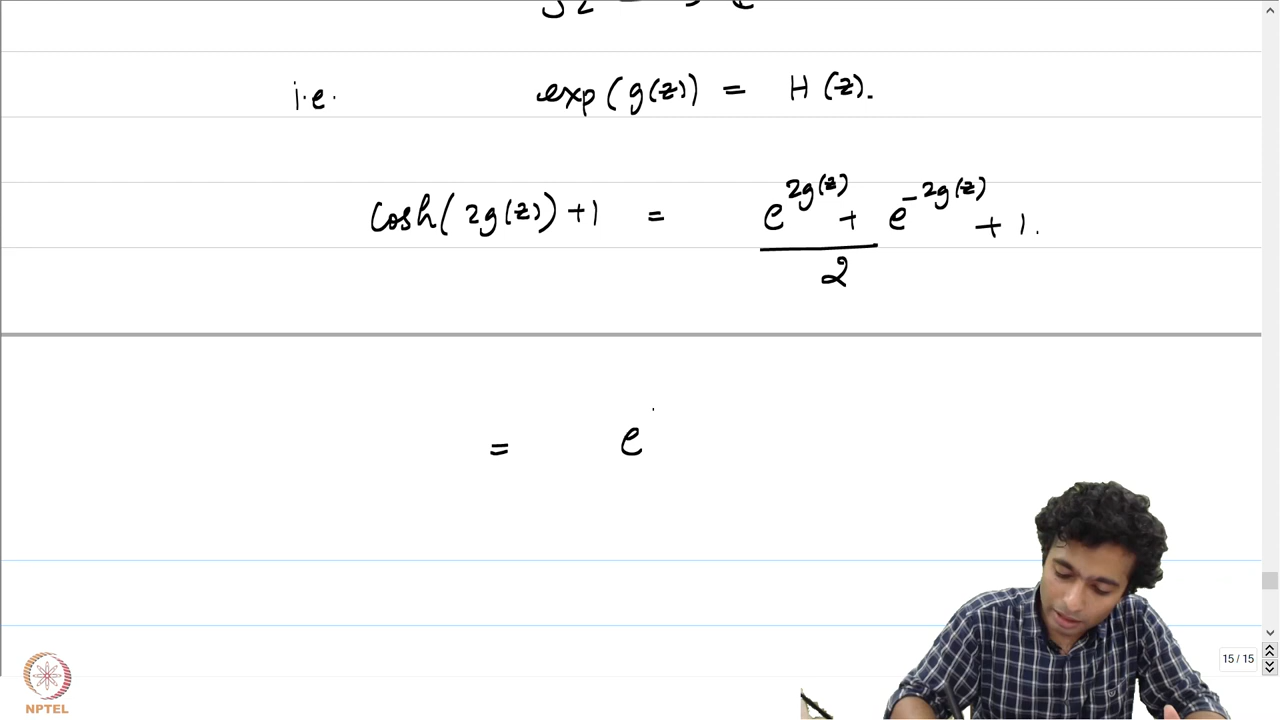 i.e. exp(g(z)) = H(z).
cosh(2g(z))+1 = e^{2g(z)} + e^{-2g(z)} + 1.
2
= e
15 / 15
NPTEL